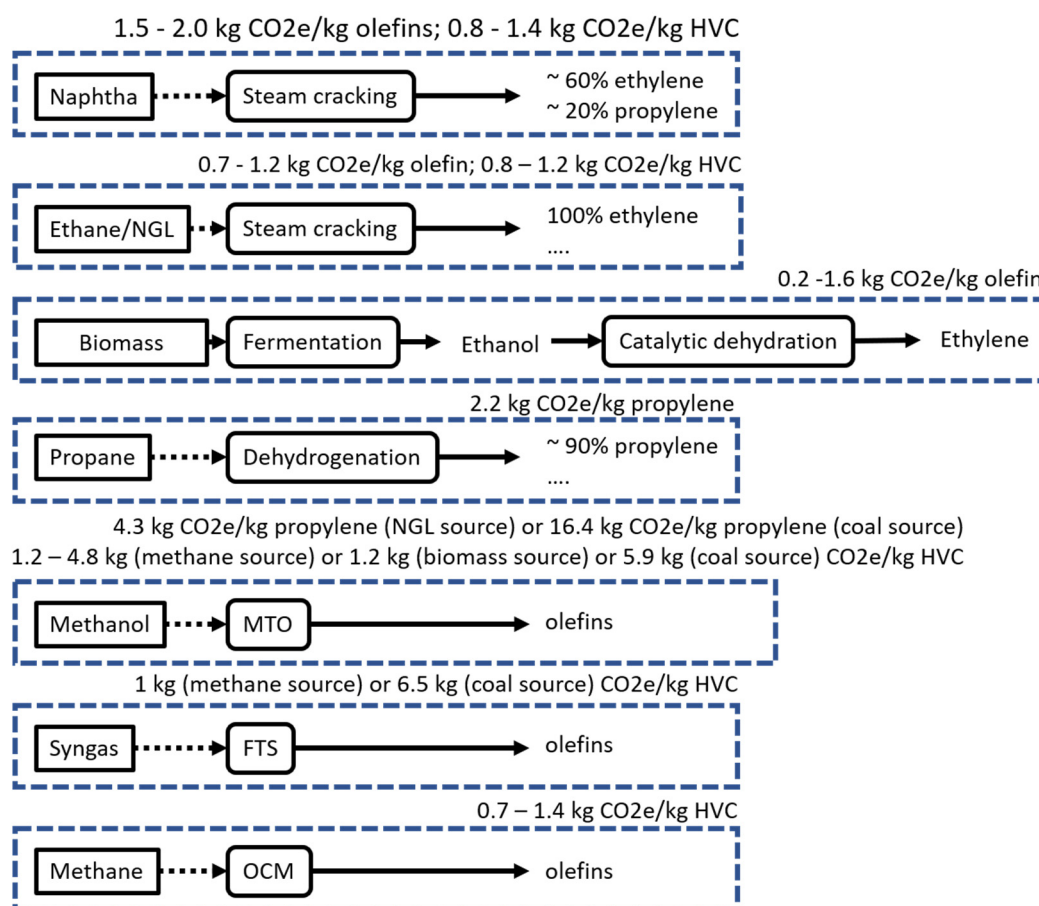 1.5 - 2.0 kg CO2e/kg olefins; 0.8 - 1.4 kg CO2e/kg HVC
Naphtha Steam cracking ~ 60% ethylene
~ 20% propylene
0.7 - 1.2 kg CO2e/kg olefin; 0.8 – 1.2 kg CO2e/kg HVC
Ethane/NGL Steam cracking 100% ethylene
....
0.2 -1.6 kg CO2e/kg olefin
Biomass Fermentation Ethanol Catalytic dehydration Ethylene
2.2 kg CO2e/kg propylene
Propane Dehydrogenation ~ 90% propylene
....
4.3 kg CO2e/kg propylene (NGL source) or 16.4 kg CO2e/kg propylene (coal source)
1.2 – 4.8 kg (methane source) or 1.2 kg (biomass source) or 5.9 kg (coal source) CO2e/kg HVC
Methanol MTO olefins
1 kg (methane source) or 6.5 kg (coal source) CO2e/kg HVC
Syngas FTS olefins
0.7 – 1.4 kg CO2e/kg HVC
Methane OCM olefins